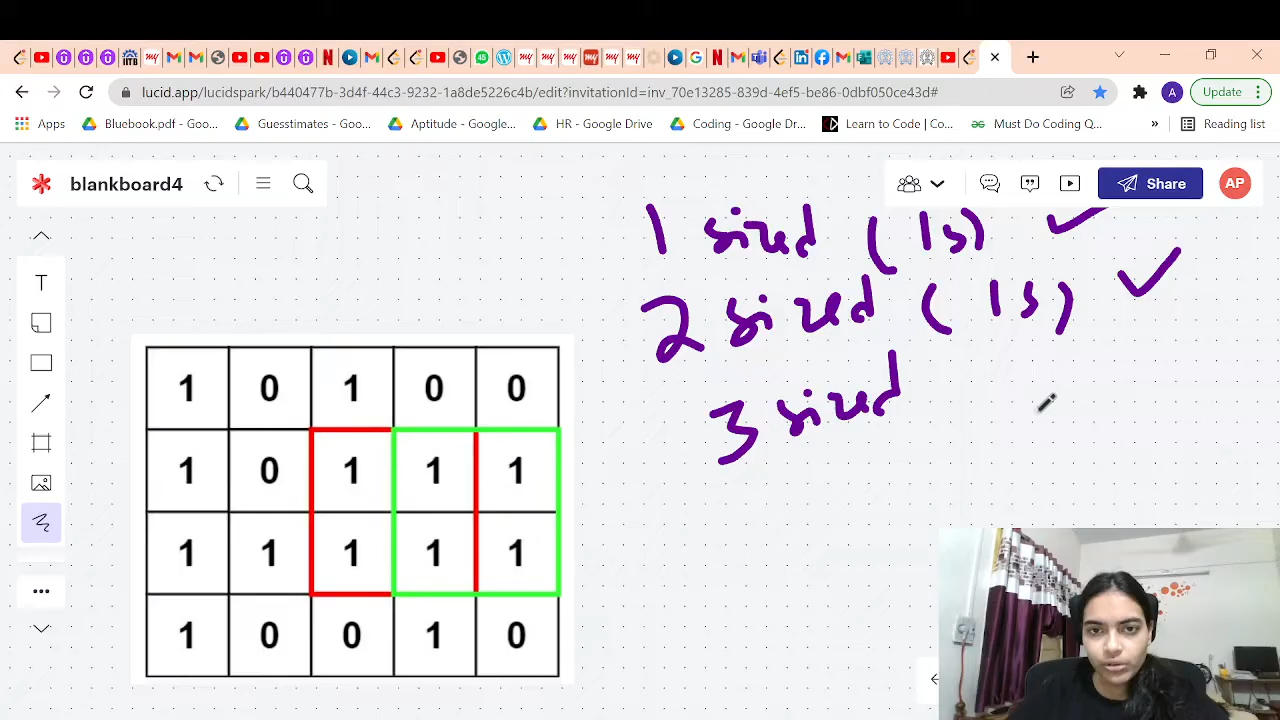 lucid.app/lucidspark/b440477b-3d4f-44c3-9232-1a88e5226c4b/edit?invitationId=inv_70e13285-839d-4ef5-be86-0dbf050ce43d#
A
Update
Apps
Bluebook.pdf - Goo...
Guesstimates - Goo...
Aptitude - Google...
HR - Google Drive
Coding - Google Dr...
Learn to Code | Co...
Must Do Coding Q...
»
Reading list
blankboard4
Share
AP
T
1 sized (1s) ✓
2 sized (1s) ✓
3 sized
1 0 1 0 0
1 0 1 1 1
1 1 1 1 1
1 0 0 1 0